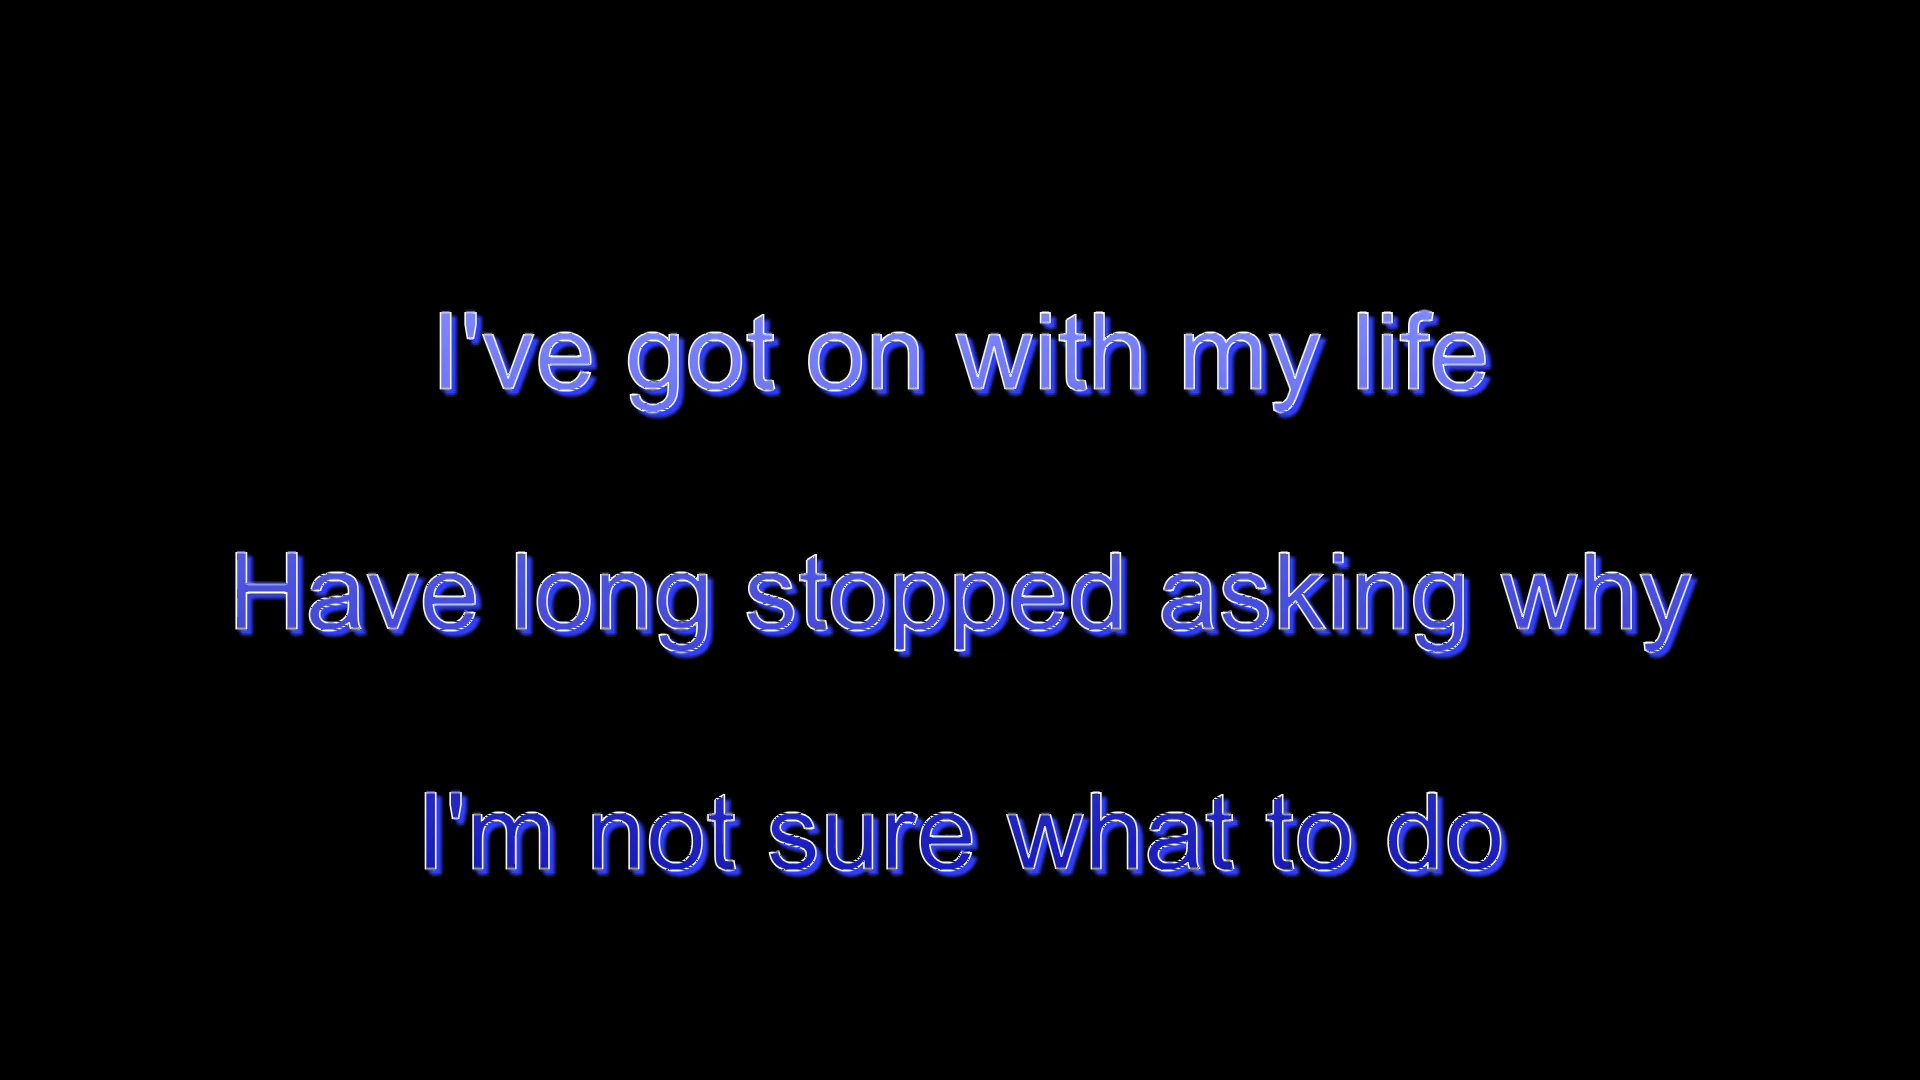 I've got on with my life
Have long stopped asking why
I'm not sure what to do